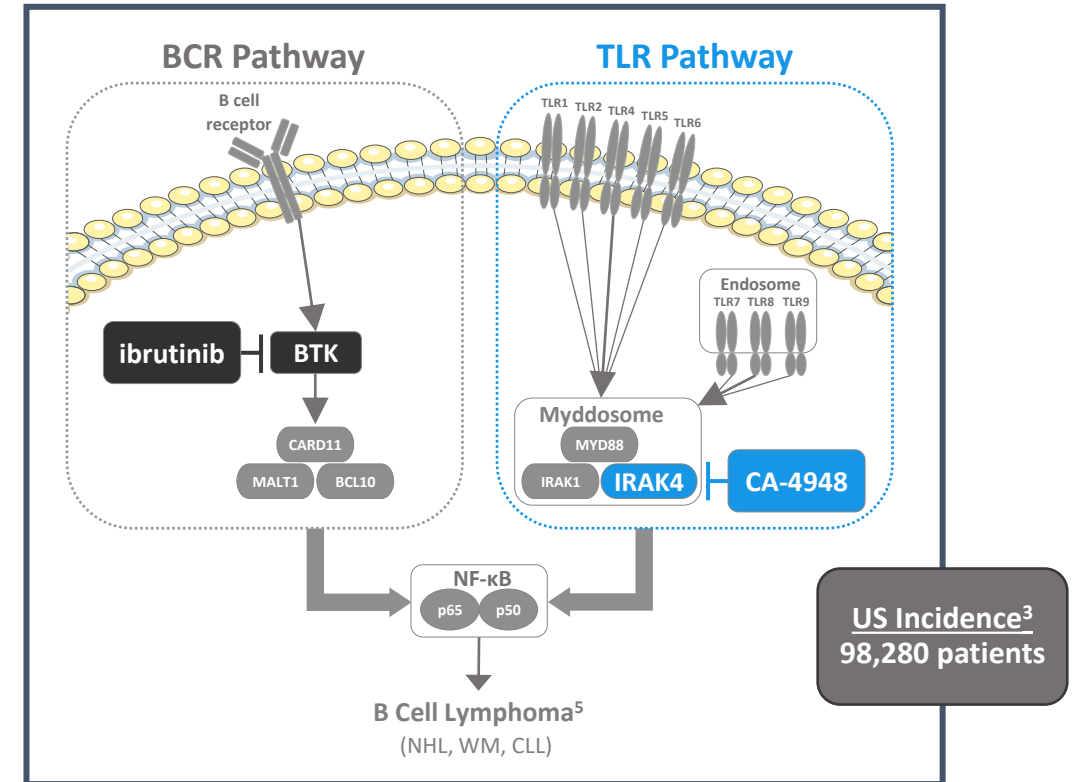 BCR Pathway
B cell
receptor
ibrutinib
BTK
CARD11
MALT1
BCL10
TLR Pathway
TLR1
TLR2
TLR4
TLR5
TLR6
Endosome
TLR7
TLR8
TLR9
Myddosome
MYD88
IRAK1
IRAK4
CA-4948
NF-κB
p65
p50
B Cell Lymphoma⁵
(NHL, WM, CLL)
US Incidence³
98,280 patients